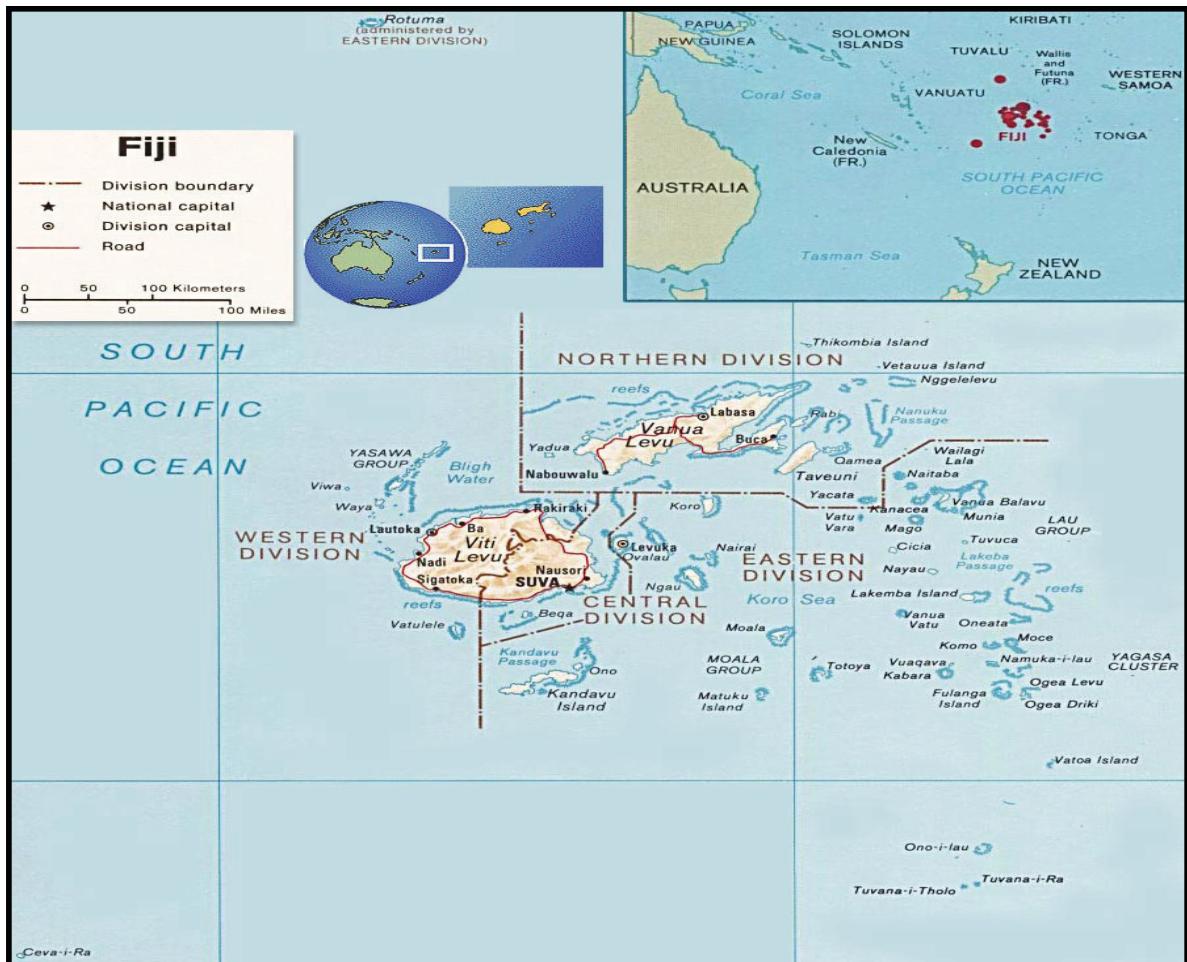 Rotuma
(administered by
EASTERN DIVISION)
PAPUA
NEW GUINEA
SOLOMON
ISLANDS
KIRIBATI
TUVALU
Wallis
and
Futuna
(FR.)
WESTERN
SAMOA
Coral Sea
VANUATU
FIJI
TONGA
New
Caledonia
(FR.)
AUSTRALIA
SOUTH PACIFIC
OCEAN
Tasman Sea
NEW
ZEALAND
Fiji
Division boundary
National capital
Division capital
Road
0 50 100 Kilometers
0 50 100 Miles
SOUTH
PACIFIC
OCEAN
NORTHERN DIVISION
Thikombia Island
Vetauua Island
Nggelelevu
reefs
Labasa
Rabi
Nanuku
Passage
Vanua
Levu
Buca
Yadua
Nabouwalu
Qamea
Taveuni
Wailagi
Lala
Naitaba
YASAWA
GROUP
Bligh
Water
Viwa
Waya
Yacata
Kanacea
Vanua Balavu
Koro
Vatu
Vara
Mago
Munia
LAU
GROUP
Rakiraki
Lautoka
Ba
WESTERN
DIVISION
Viti
Levu
Levuka
Ovalau
Nairai
EASTERN
DIVISION
Cicia
Tuvuca
Lakeba
Passage
Nadi
Nausori
Nayau
Sigatoka
SUVA
Ngau
reefs
CENTRAL
DIVISION
Koro Sea
Lakemba Island
reefs
Beqa
Vatulele
Vanua
Vatu
Oneata
Moala
Moce
Komo
Kandavu
Passage
Ono
MOALA
GROUP
Totoya
Vuaqava
Kabara
Namuka-i-lau
YAGASA
CLUSTER
Kandavu
Island
Matuku
Island
Fulanga
Island
Ogea Levu
Ogea Driki
Vatoa Island
Ono-i-lau
Tuvana-i-Ra
Tuvana-i-Tholo
Ceva-i-Ra